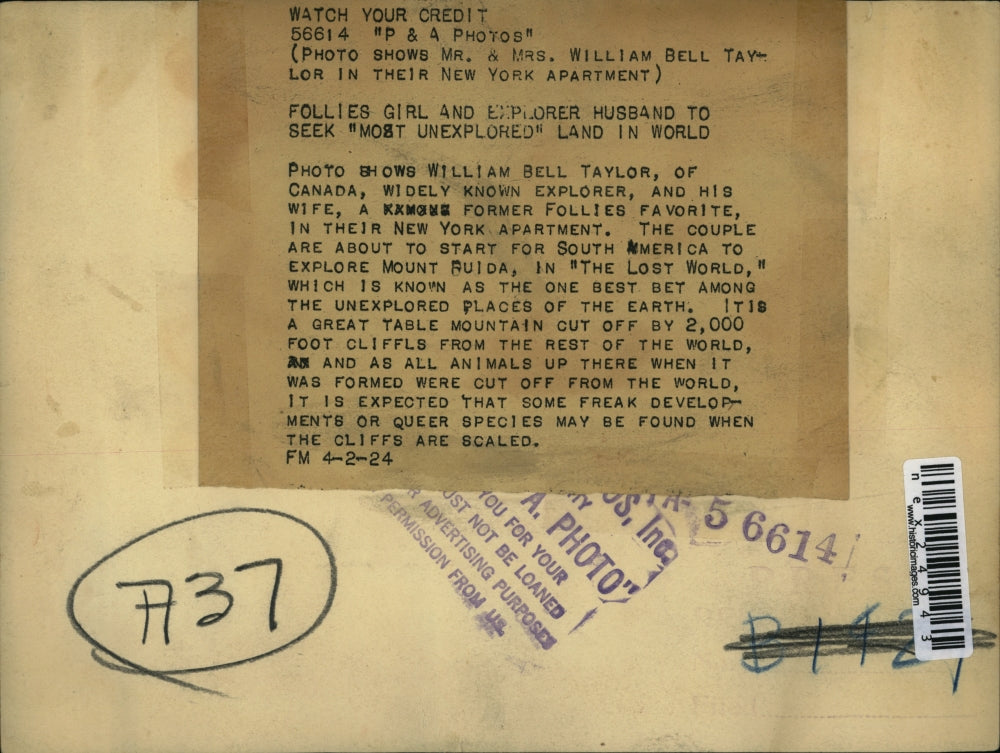 WATCH YOUR CREDIT
56614 "P & A PHOTOS"
(PHOTO SHOWS MR. & MRS. WILLIAM BELL TAY-
LOR IN THEIR NEW YORK APARTMENT)
FOLLIES GIRL AND EXPLORER HUSBAND TO
SEEK "MOST UNEXPLORED" LAND IN WORLD
PHOTO SHOWS WILLIAM BELL TAYLOR, OF
CANADA, WIDELY KNOWN EXPLORER, AND HIS
WIFE, A FORMER FOLLIES FAVORITE,
IN THEIR NEW YORK APARTMENT. THE COUPLE
ARE ABOUT TO START FOR SOUTH AMERICA TO
EXPLORE MOUNT DUIDA, IN "THE LOST WORLD,"
WHICH IS KNOWN AS THE ONE BEST BET AMONG
THE UNEXPLORED PLACES OF THE EARTH. ITIS
A GREAT TABLE MOUNTAIN CUT OFF BY 2,000
FOOT CLIFFLS FROM THE REST OF THE WORLD,
AND AS ALL ANIMALS UP THERE WHEN IT
WAS FORMED WERE CUT OFF FROM THE WORLD,
IT IS EXPECTED THAT SOME FREAK DEVELOP-
MENTS OR QUEER SPECIES MAY BE FOUND WHEN
THE CLIFFS ARE SCALED.
FM 4-2-24
OS, Inc.
A. PHOTO"
YOU FOR YOUR
UST NOT BE LOANED
R ADVERTISING PURPOSES
PERMISSION FROM US.
A- 56614
A37
nex24943
www.historicimages.com